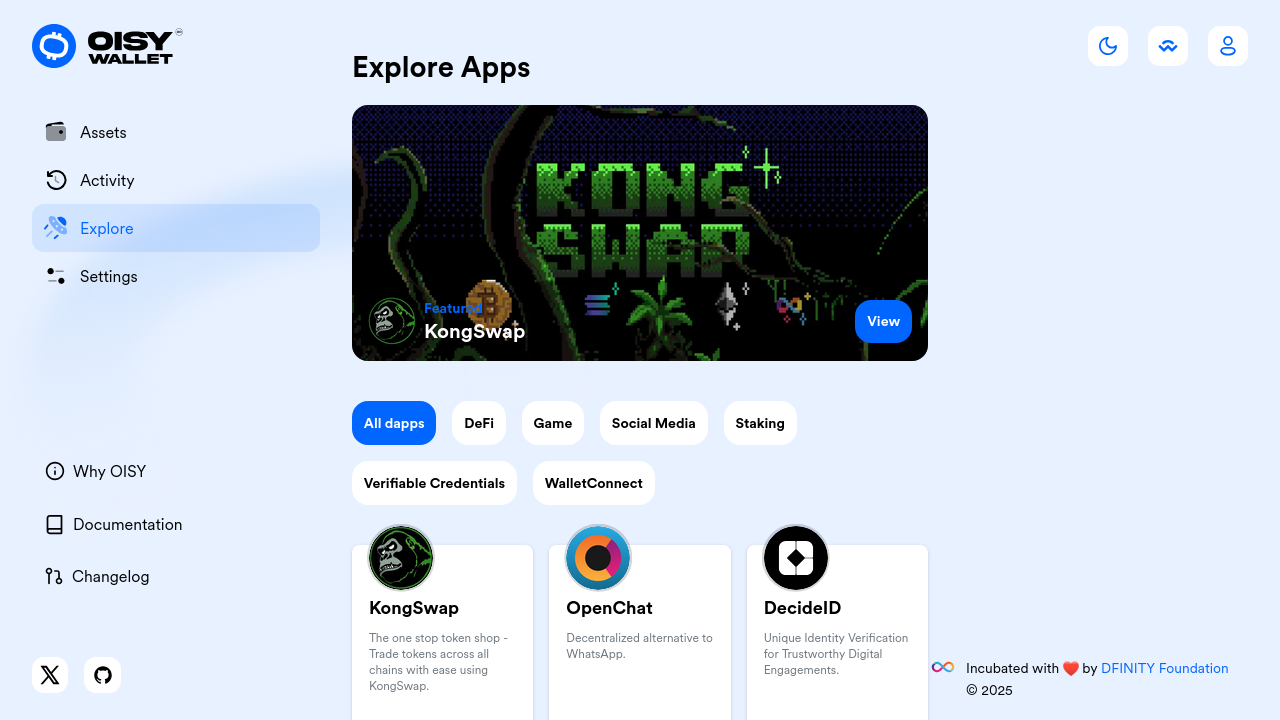 OISY
WALLET
Explore Apps
Assets
Activity
Explore
Settings
KONG
SWAP
Featured
KongSwap
View
All dapps
DeFi
Game
Social Media
Staking
Verifiable Credentials
WalletConnect
Why OISY
Documentation
Changelog
KongSwap
The one stop token shop -
Trade tokens across all
chains with ease using
KongSwap.
OpenChat
Decentralized alternative to
WhatsApp.
DecideID
Unique Identity Verification
for Trustworthy Digital
Engagements.
Incubated with ❤️ by DFINITY Foundation
© 2025